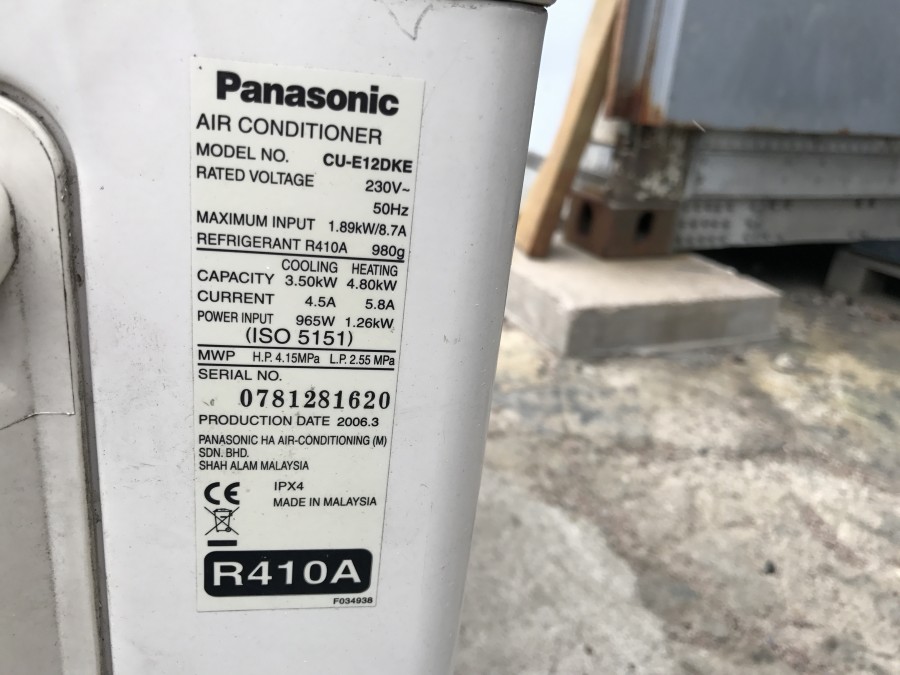 Panasonic
AIR CONDITIONER
MODEL NO. CU-E12DKE
RATED VOLTAGE 230V~
50Hz
MAXIMUM INPUT 1.89kW/8.7A
REFRIGERANT R410A 980g
COOLING HEATING
CAPACITY 3.50kW 4.80kW
CURRENT 4.5A 5.8A
POWER INPUT 965W 1.26kW
(ISO 5151)
MWP H.P. 4.15MPa L.P. 2.55 MPa
SERIAL NO.
0781281620
PRODUCTION DATE 2006.3
PANASONIC HA AIR-CONDITIONING (M)
SDN. BHD.
SHAH ALAM MALAYSIA
CE IPX4
MADE IN MALAYSIA
R410A
F034938